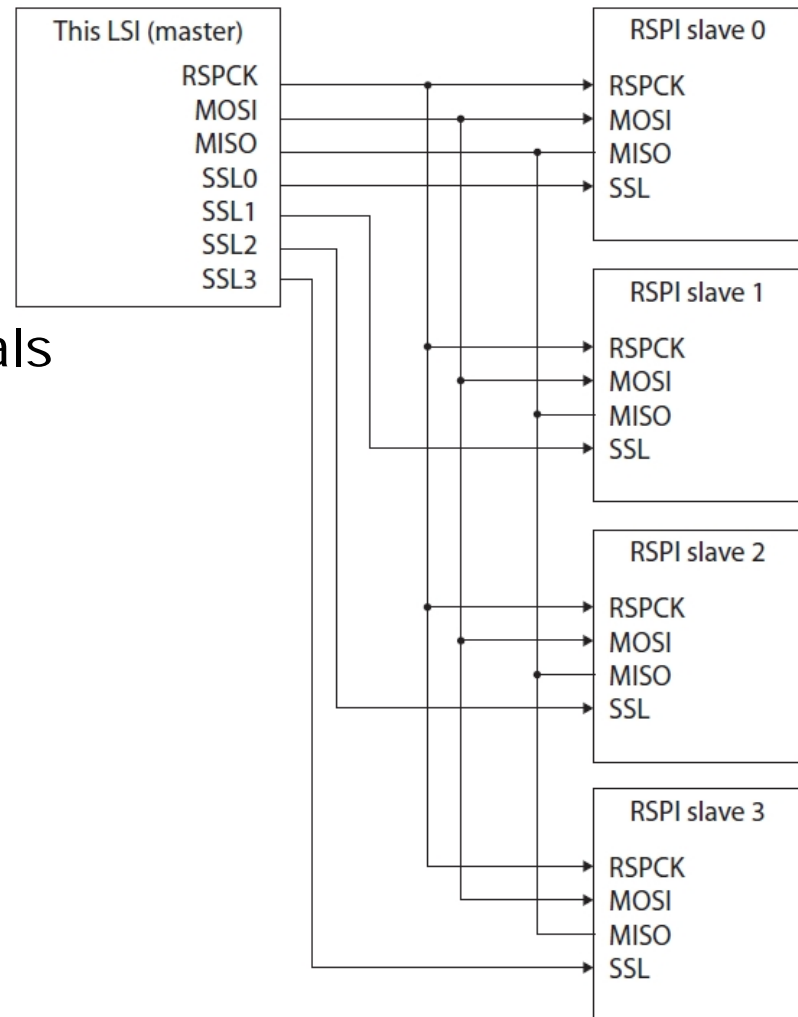 This LSI (master)
RSPCK
MOSI
MISO
SSL0
SSL1
SSL2
SSL3
als
RSPI slave 0
RSPCK
MOSI
MISO
SSL
RSPI slave 1
RSPCK
MOSI
MISO
SSL
RSPI slave 2
RSPCK
MOSI
MISO
SSL
RSPI slave 3
RSPCK
MOSI
MISO
SSL